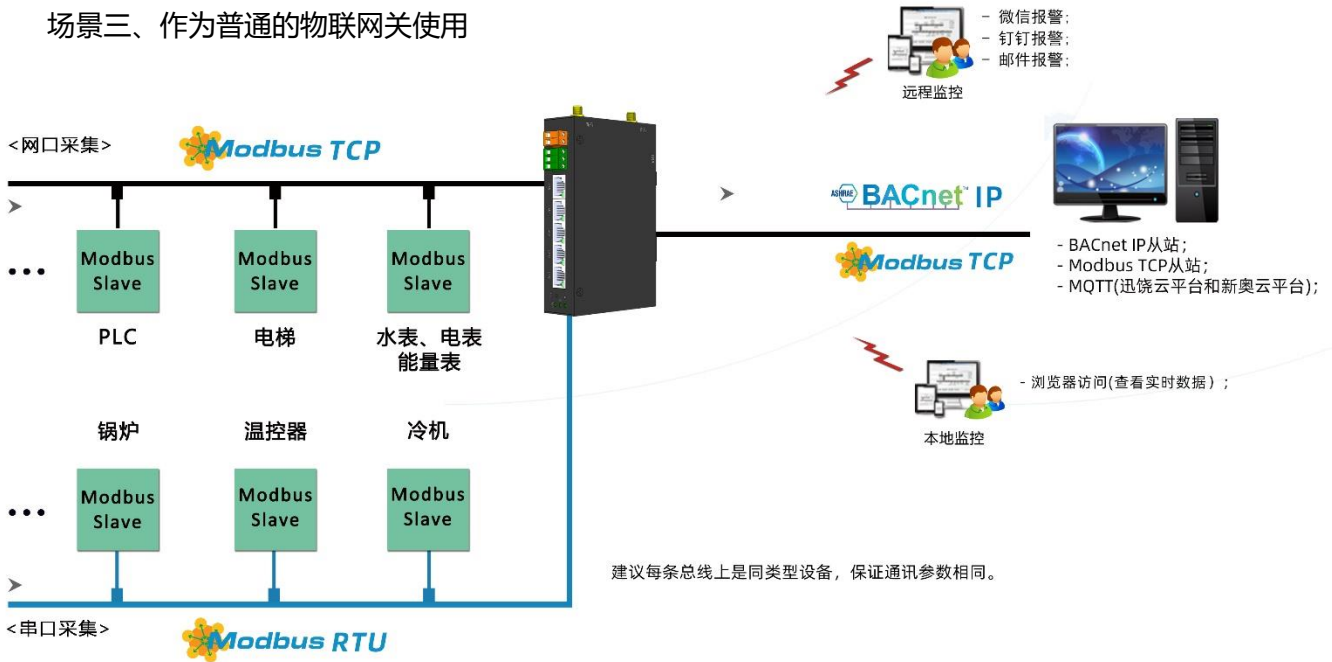 场景三、作为普通的物联网关使用
- 微信报警;
- 钉钉报警;
- 邮件报警;
远程监控
<网口采集>
Modbus TCP
ASHRAE BACnet™ IP
Modbus TCP
- BACnet IP从站;
- Modbus TCP从站;
- MQTT(迅饶云平台和新奥云平台);
Modbus
Slave
Modbus
Slave
Modbus
Slave
PLC
电梯
水表、电表
能量表
- 浏览器访问(查看实时数据）;
本地监控
锅炉
温控器
冷机
Modbus
Slave
Modbus
Slave
Modbus
Slave
建议每条总线上是同类型设备，保证通讯参数相同。
<串口采集>
Modbus RTU